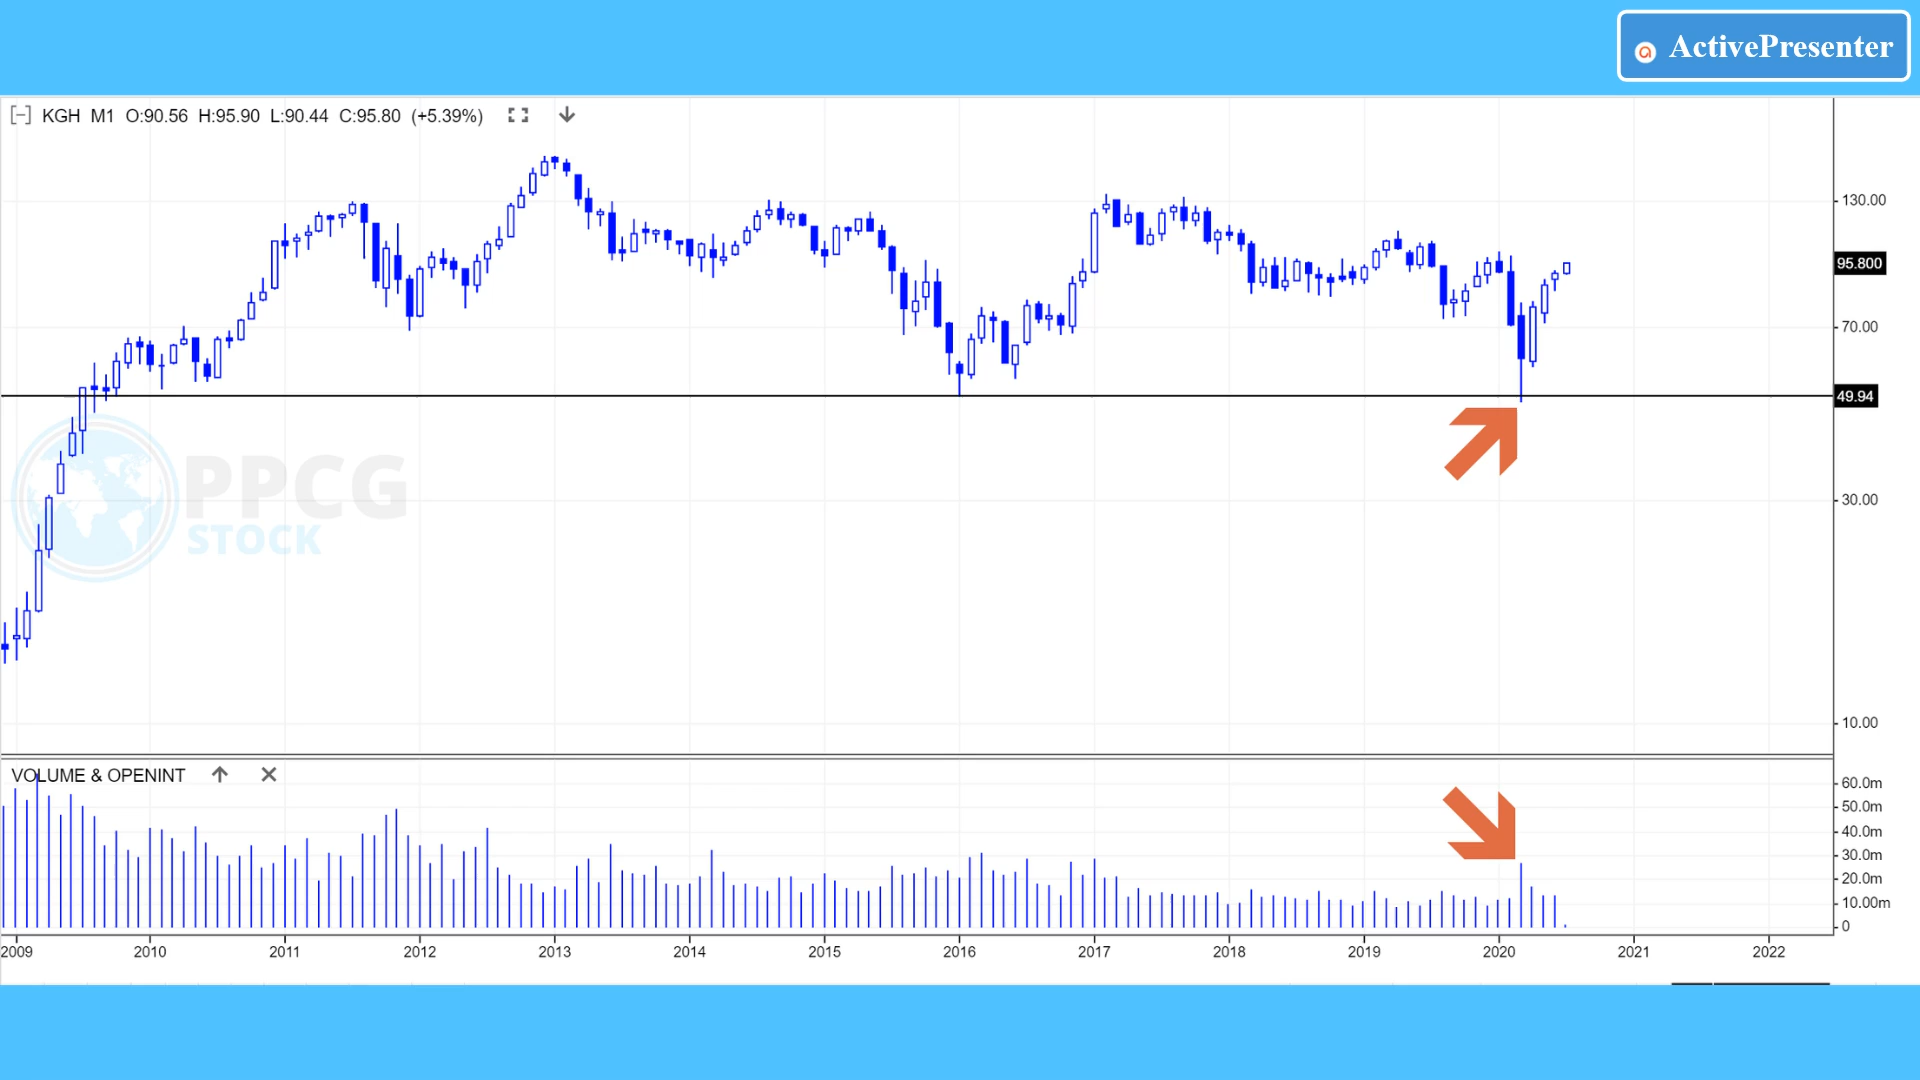 ActivePresenter
KGH M1 O:90.56 H:95.90 L:90.44 C:95.80 (+5.39%)
130.00
95.800
70.00
49.94
PPCG
STOCK
30.00
10.00
VOLUME & OPENINT
60.0m
50.0m
40.0m
30.0m
20.0m
10.00m
0
2009 2010 2011 2012 2013 2014 2015 2016 2017 2018 2019 2020 2021 2022